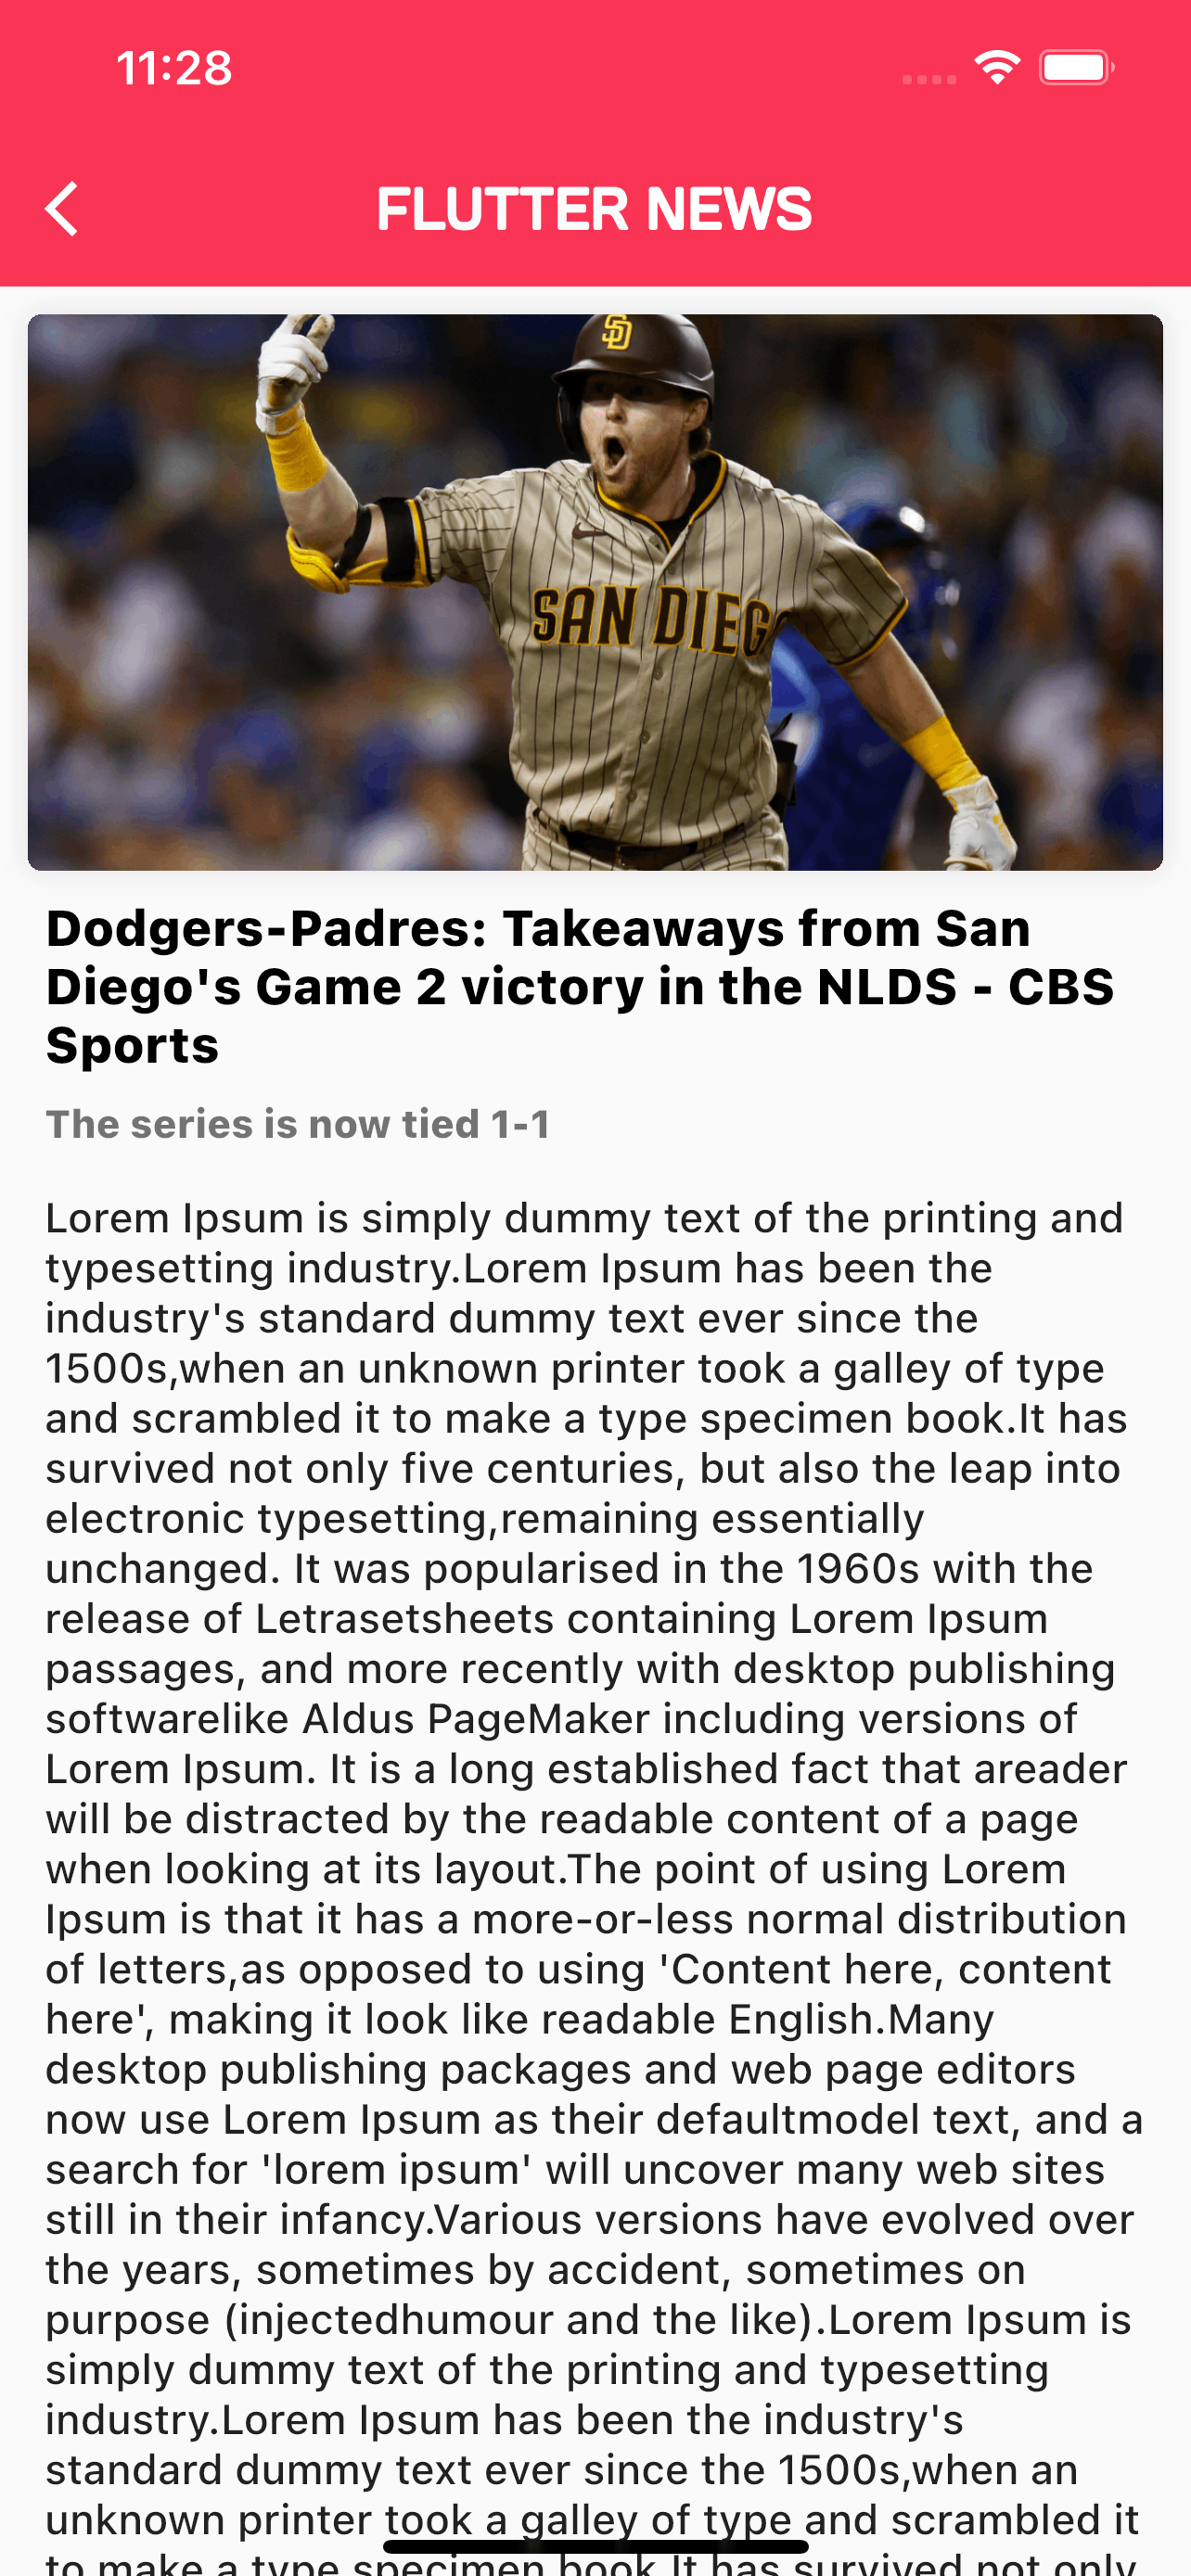 11:28
FLUTTER NEWS
SD
SAN DIEG
Dodgers-Padres: Takeaways from San
Diego's Game 2 victory in the NLDS - CBS
Sports
The series is now tied 1-1
Lorem Ipsum is simply dummy text of the printing and
typesetting industry.Lorem Ipsum has been the
industry's standard dummy text ever since the
1500s,when an unknown printer took a galley of type
and scrambled it to make a type specimen book.It has
survived not only five centuries, but also the leap into
electronic typesetting,remaining essentially
unchanged. It was popularised in the 1960s with the
release of Letrasetsheets containing Lorem Ipsum
passages, and more recently with desktop publishing
softwarelike Aldus PageMaker including versions of
Lorem Ipsum. It is a long established fact that areader
will be distracted by the readable content of a page
when looking at its layout.The point of using Lorem
Ipsum is that it has a more-or-less normal distribution
of letters,as opposed to using 'Content here, content
here', making it look like readable English.Many
desktop publishing packages and web page editors
now use Lorem Ipsum as their defaultmodel text, and a
search for 'lorem ipsum' will uncover many web sites
still in their infancy.Various versions have evolved over
the years, sometimes by accident, sometimes on
purpose (injectedhumour and the like).Lorem Ipsum is
simply dummy text of the printing and typesetting
industry.Lorem Ipsum has been the industry's
standard dummy text ever since the 1500s,when an
unknown printer took a galley of type and scrambled it
to make a type specimen book.It has survived not only